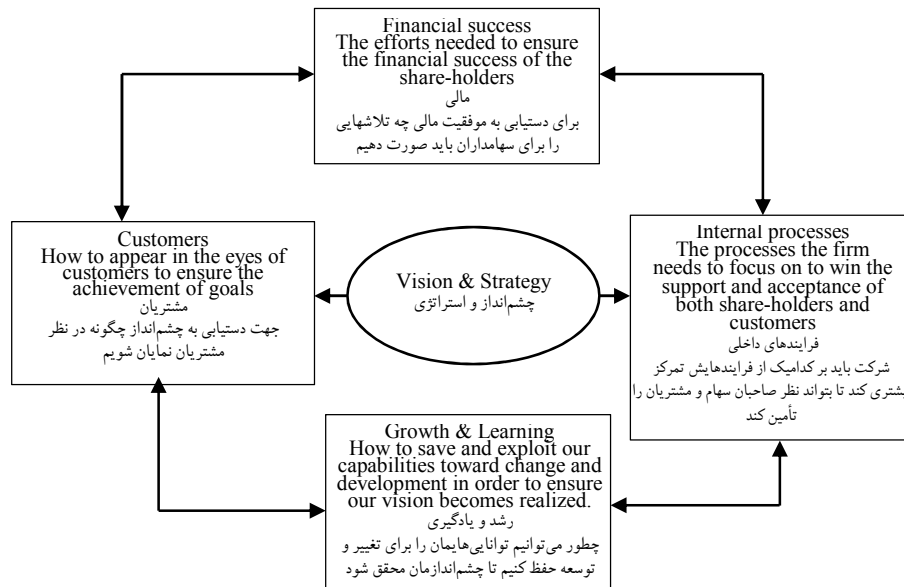 Financial success
The efforts needed to ensure
the financial success of the
share-holders
مالی
برای دستیابی به موفقیت مالی چه تلاشهایی
را برای سهامداران باید صورت دهیم
Customers
How to appear in the eyes of
customers to ensure the
achievement of goals
مشتریان
جهت دستیابی به چشم‌انداز چگونه در نظر
مشتریان نمایان شویم
Vision & Strategy
چشم‌انداز و استراتژی
Internal processes
The processes the firm
needs to focus on to win the
support and acceptance of
both share-holders and
customers
فرایندهای داخلی
شرکت باید بر کدامیک از فرایندهایش تمرکز
یشتری کند تا بتواند نظر صاحبان سهام و مشتریان را
تأمین کند
Growth & Learning
How to save and exploit our
capabilities toward change and
development in order to ensure
our vision becomes realized.
رشد و یادگیری
چطور می‌توانیم توانایی‌هایمان را برای تغییر و
توسعه حفظ کنیم تا چشم‌اندازمان محقق شود